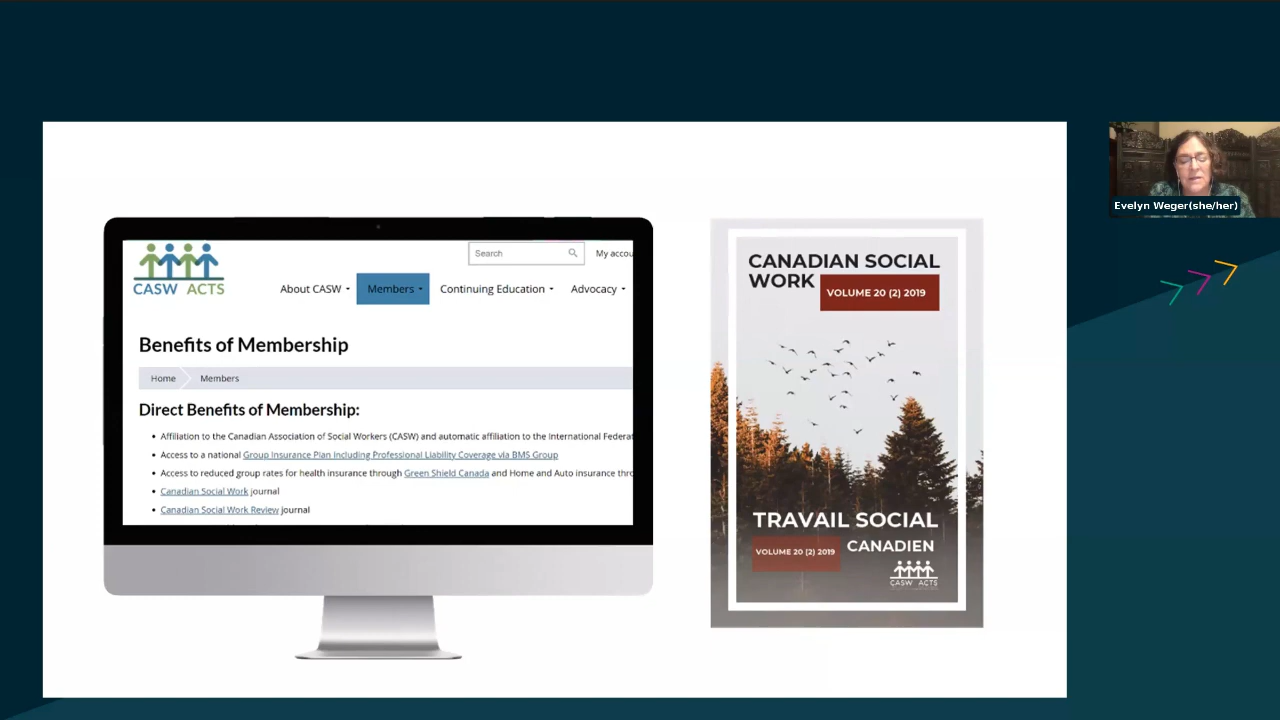 CASW ACTS
Search
My accou
About CASW
Members
Continuing Education
Advocacy
Benefits of Membership
Home
Members
Direct Benefits of Membership:
Affiliation to the Canadian Association of Social Workers (CASW) and automatic affiliation to the International Federat
Access to a national Group Insurance Plan including Professional Liability Coverage via BMS Group
Access to reduced group rates for health insurance through Green Shield Canada and Home and Auto insurance thro
Canadian Social Work journal
Canadian Social Work Review journal
CANADIAN SOCIAL
WORK
VOLUME 20 (2) 2019
TRAVAIL SOCIAL
VOLUME 20 (2) 2019
CANADIEN
CASW ACTS
Evelyn Weger(she/her)